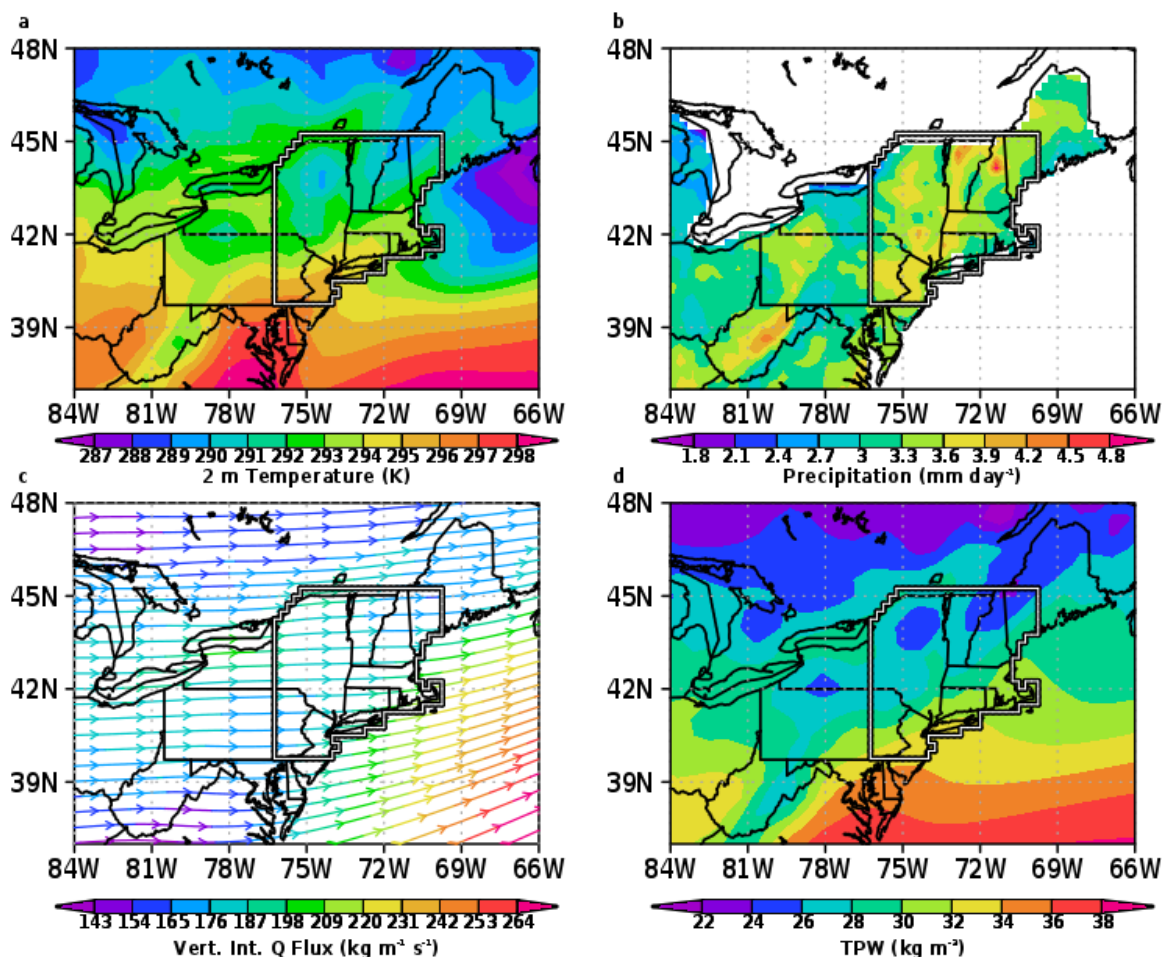 a
48N
45N
42N
39N
84W 81W 78W 75W 72W 69W 66W
287 288 289 290 291 292 293 294 295 296 297 298
2 m Temperature (K)
b
48N
45N
42N
39N
84W 81W 78W 75W 72W 69W 66W
1.8 2.1 2.4 2.7 3 3.3 3.6 3.9 4.2 4.5 4.8
Precipitation (mm day⁻¹)
c
48N
45N
42N
39N
84W 81W 78W 75W 72W 69W 66W
143 154 165 176 187 198 209 220 231 242 253 264
Vert. Int. Q Flux (kg m⁻¹ s⁻¹)
d
48N
45N
42N
39N
84W 81W 78W 75W 72W 69W 66W
22 24 26 28 30 32 34 36 38
TPW (kg m⁻²)